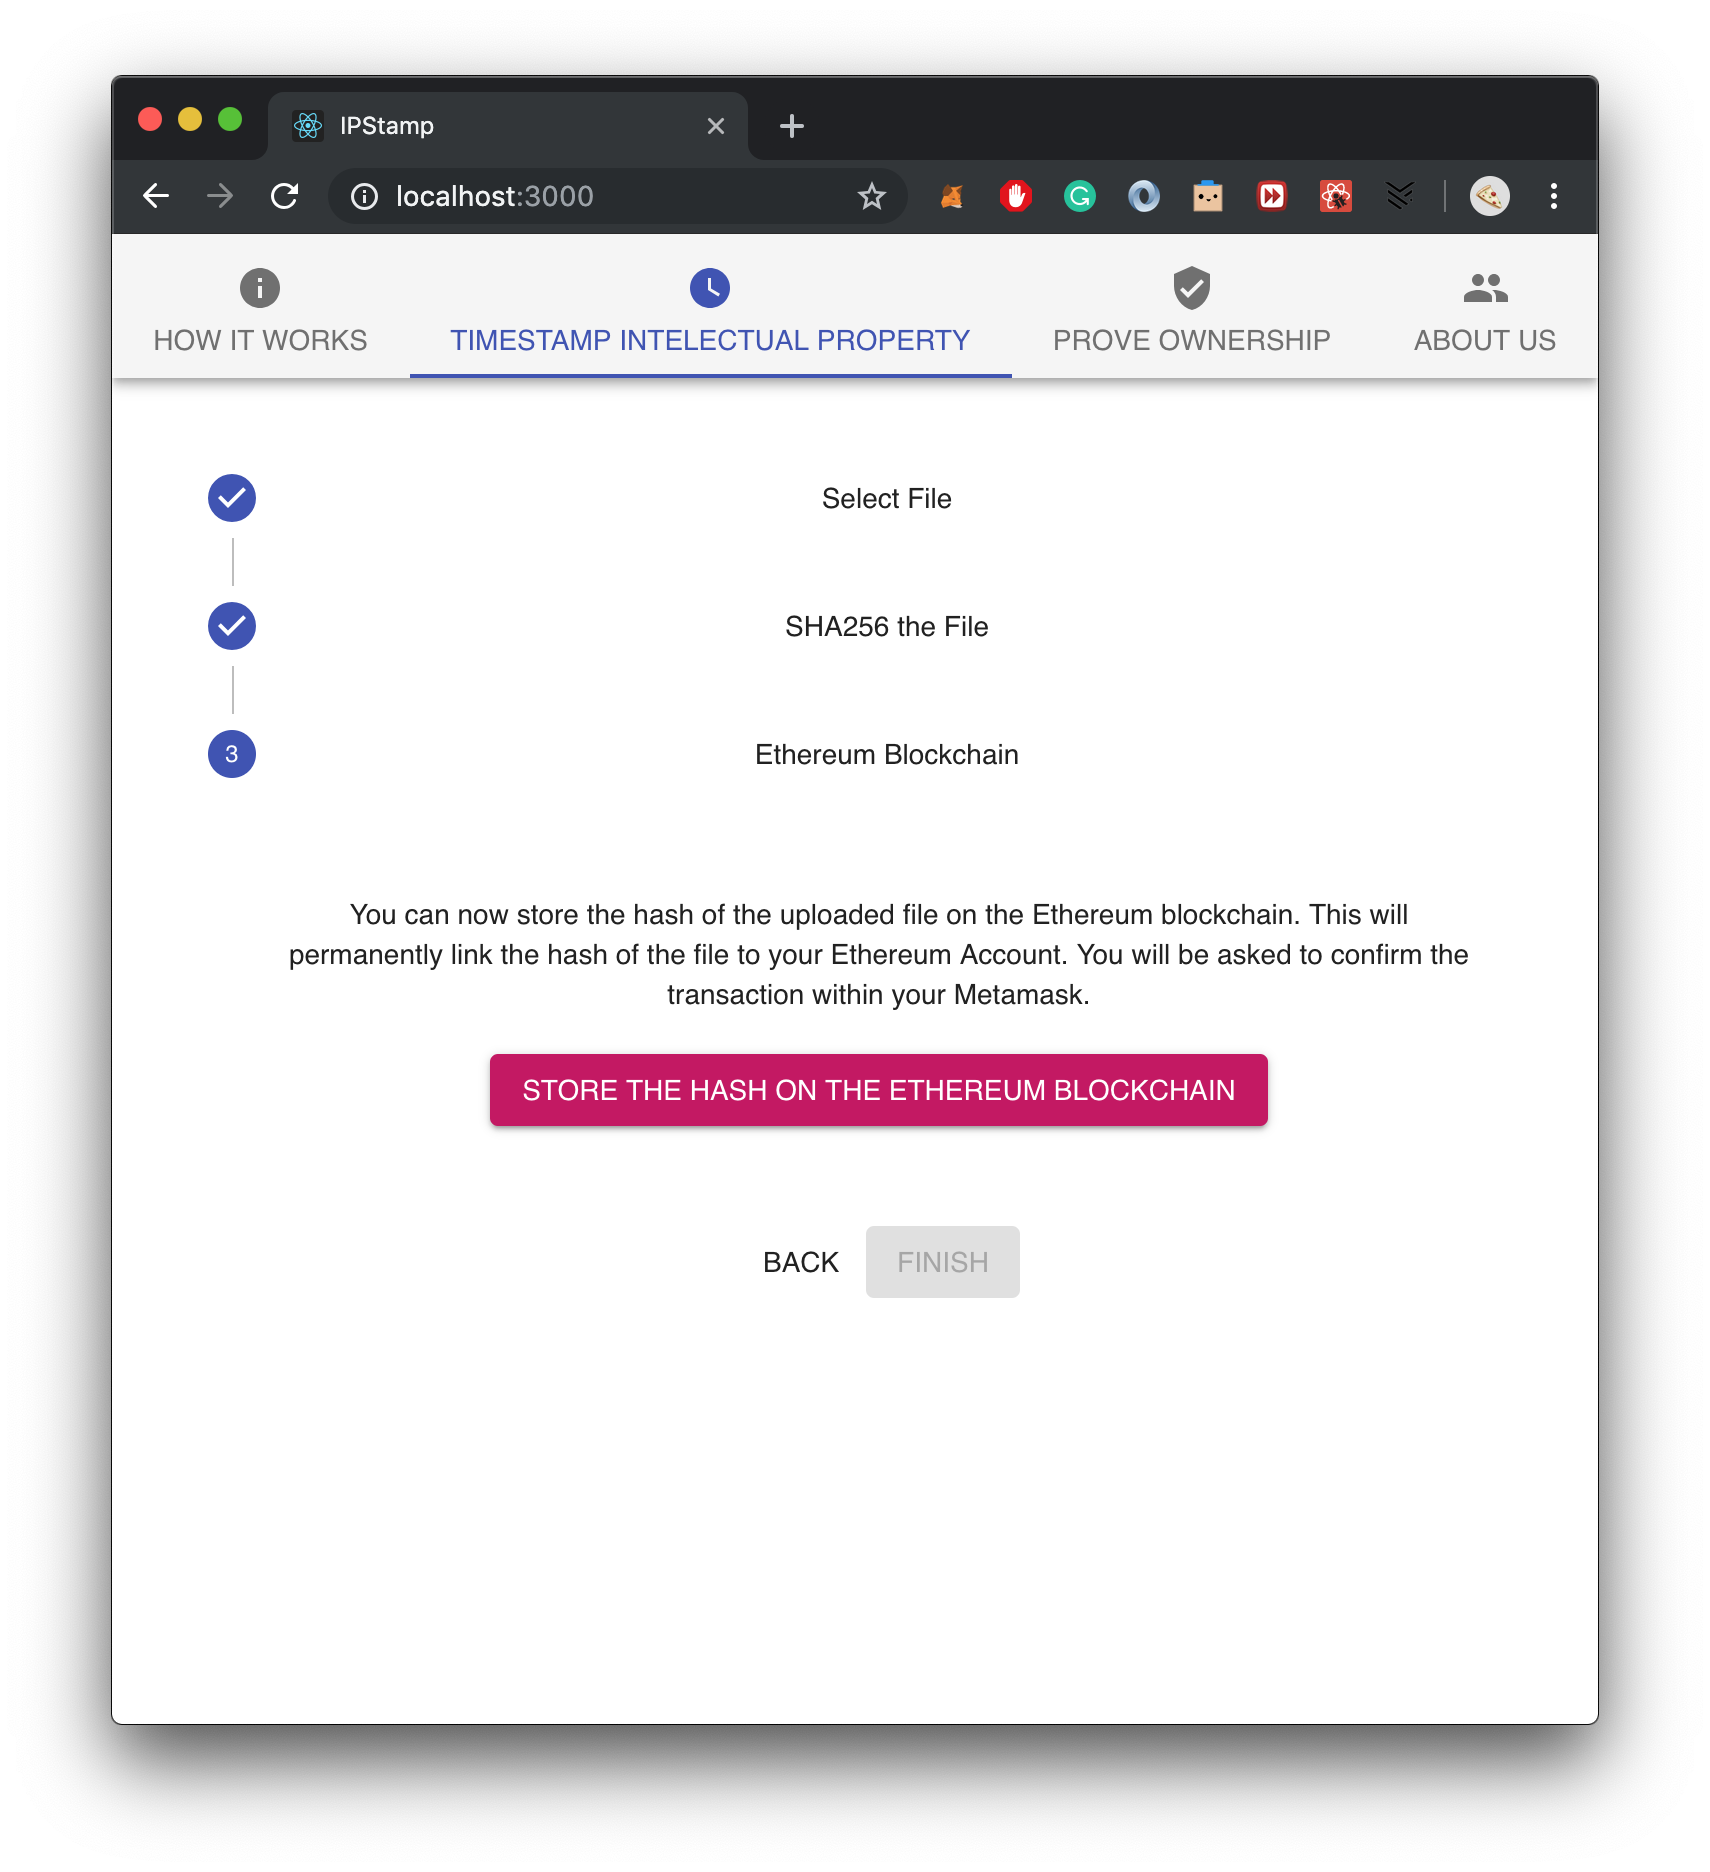 IPStamp
localhost:3000
HOW IT WORKS
TIMESTAMP INTELECTUAL PROPERTY
PROVE OWNERSHIP
ABOUT US
Select File
SHA256 the File
3
Ethereum Blockchain
You can now store the hash of the uploaded file on the Ethereum blockchain. This will
permanently link the hash of the file to your Ethereum Account. You will be asked to confirm the
transaction within your Metamask.
STORE THE HASH ON THE ETHEREUM BLOCKCHAIN
BACK
FINISH